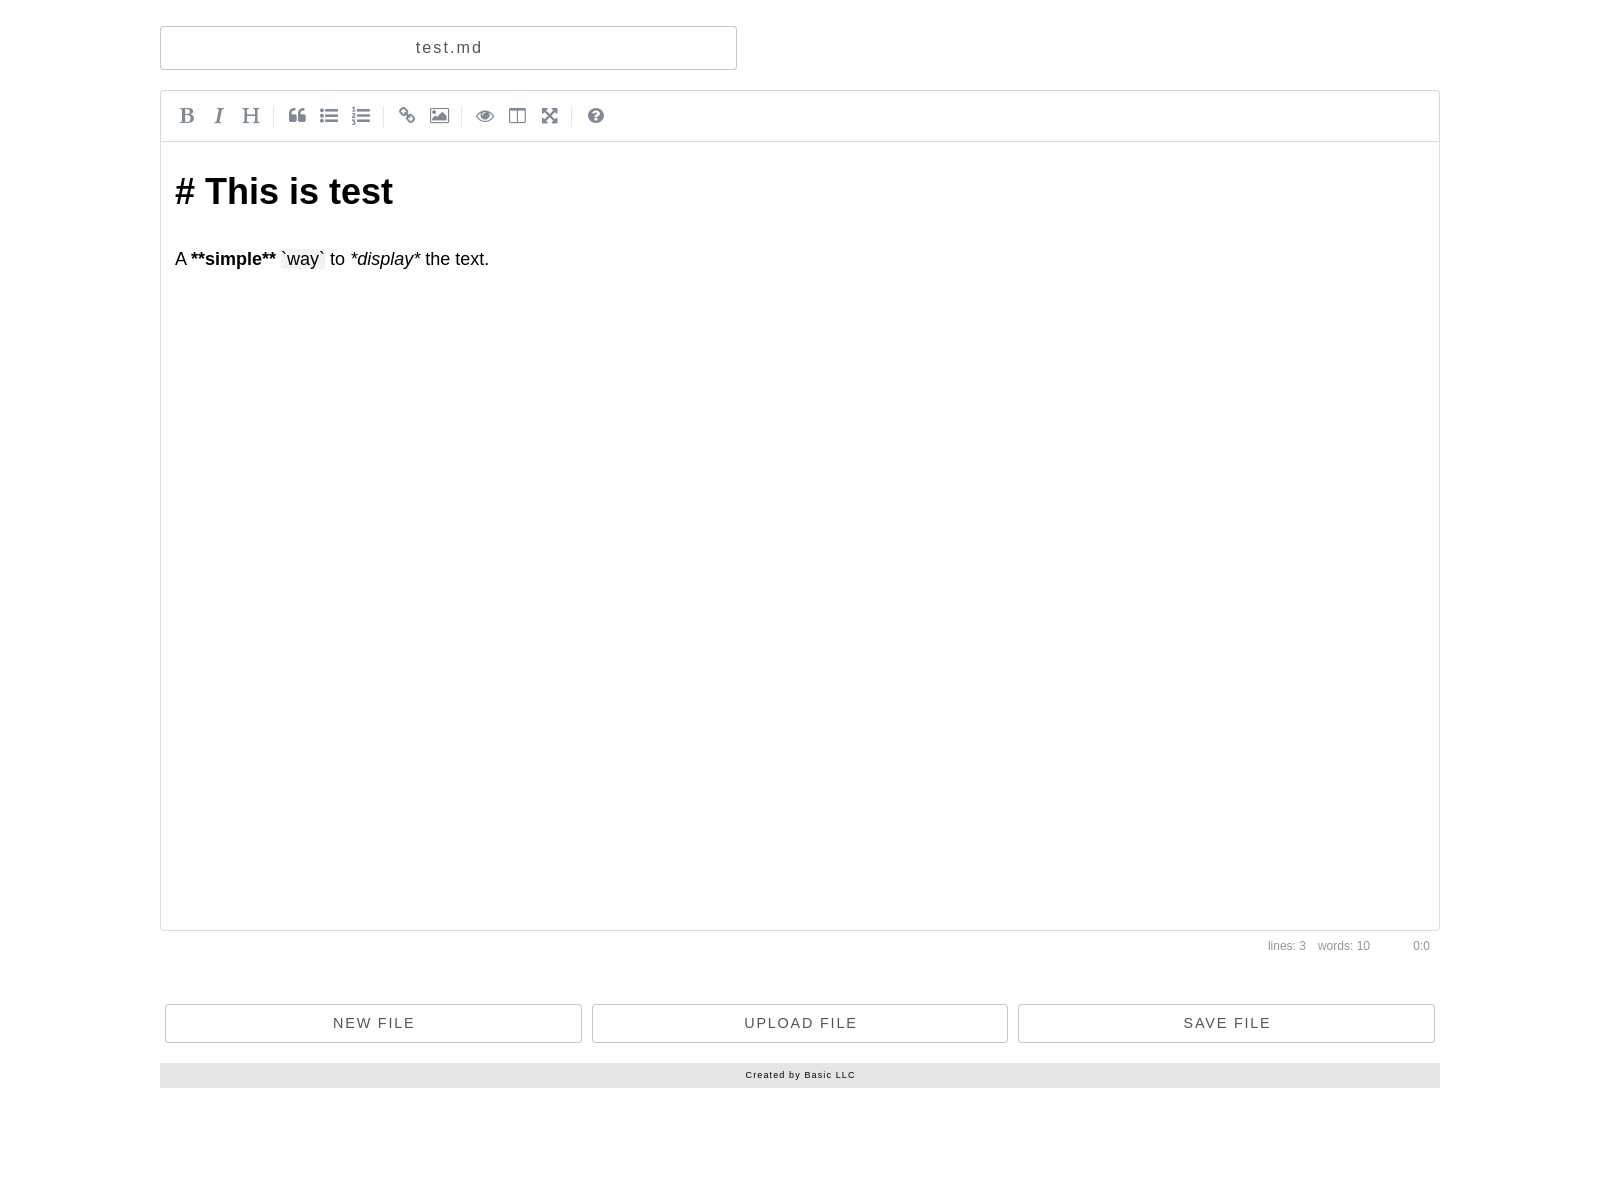 test.md
B I H
# This is test
A **simple** `way` to *display* the text.
lines: 3 words: 10 0:0
NEW FILE UPLOAD FILE SAVE FILE
Created by Basic LLC